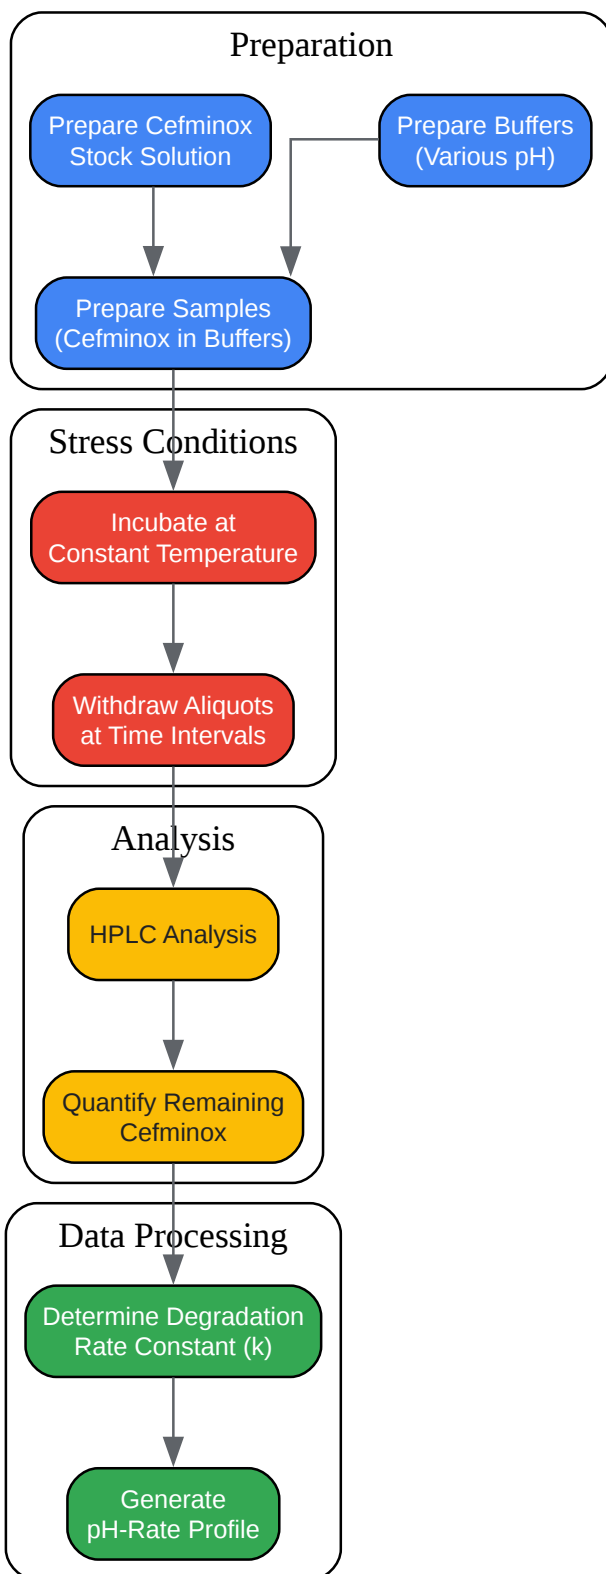 Preparation
Prepare Cefminox
Stock Solution
Prepare Buffers
(Various pH)
Prepare Samples
(Cefminox in Buffers)
Stress Conditions
Incubate at
Constant Temperature
Withdraw Aliquots
at Time Intervals
Analysis
HPLC Analysis
Quantify Remaining
Cefminox
Data Processing
Determine Degradation
Rate Constant (k)
Generate
pH-Rate Profile